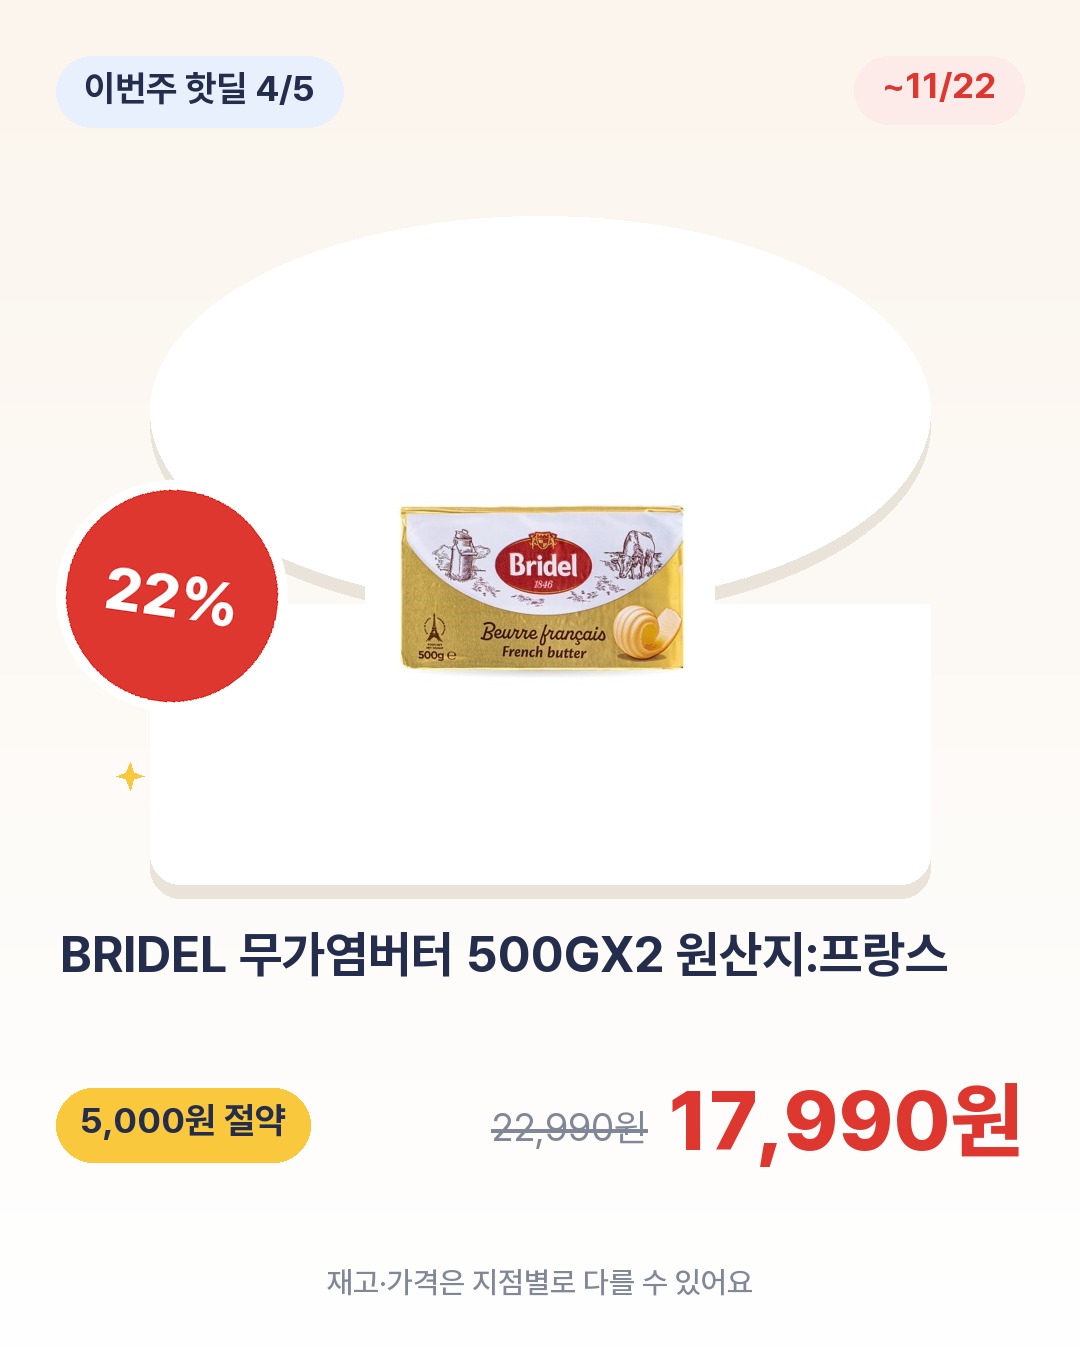 이번주 핫딜 4/5
~11/22
22%
Bridel
1846
Beurre français
French butter
500g e
BRIDEL 무가염버터 500GX2 원산지:프랑스
5,000원 절약
22,990원
17,990원
재고·가격은 지점별로 다를 수 있어요